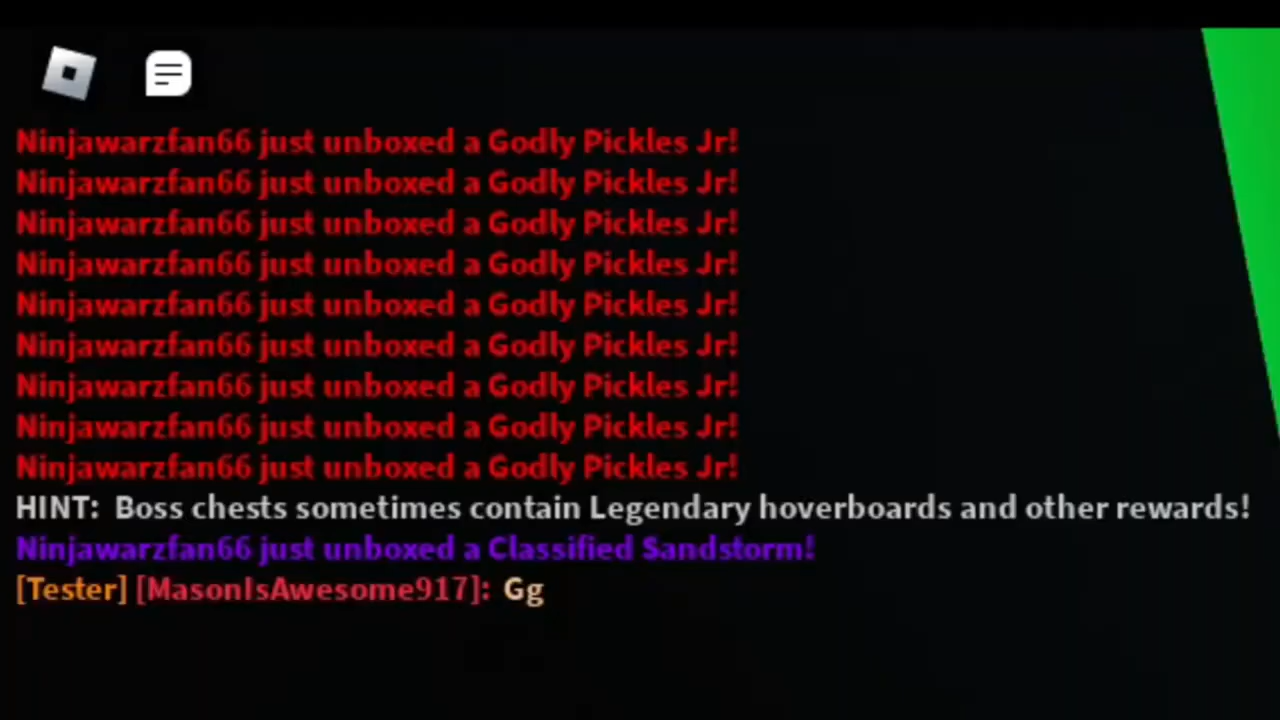 Ninjawarzfan66 just unboxed a Godly Pickles Jr!
Ninjawarzfan66 just unboxed a Godly Pickles Jr!
Ninjawarzfan66 just unboxed a Godly Pickles Jr!
Ninjawarzfan66 just unboxed a Godly Pickles Jr!
Ninjawarzfan66 just unboxed a Godly Pickles Jr!
Ninjawarzfan66 just unboxed a Godly Pickles Jr!
Ninjawarzfan66 just unboxed a Godly Pickles Jr!
Ninjawarzfan66 just unboxed a Godly Pickles Jr!
Ninjawarzfan66 just unboxed a Godly Pickles Jr!
HINT: Boss chests sometimes contain Legendary hoverboards and other rewards!
Ninjawarzfan66 just unboxed a Classified Sandstorm!
[Tester] [MasonIsAwesome917]: Gg